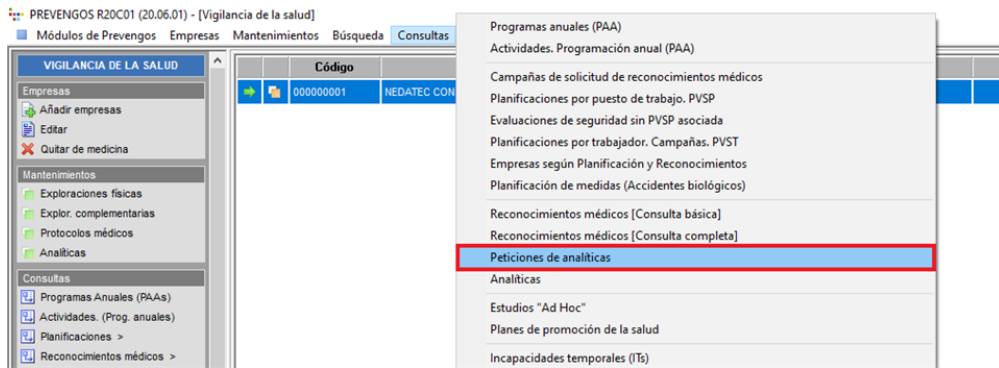 PREVENGOS R20C01 (20.06.01) - [Vigilancia de la salud]
Módulos de Prevengos Empresas Mantenimientos Búsqueda Consultas
VIGILANCIA DE LA SALUD
Empresas
Añadir empresas
Editar
Quitar de medicina
Mantenimientos
Exploraciones físicas
Explor. complementarias
Protocolos médicos
Analíticas
Consultas
Programas Anuales (PAAs)
Actividades. (Prog. anuales)
Planificaciones >
Reconocimientos médicos >
Código
000000001 NEDATEC CON
Programas anuales (PAA)
Actividades. Programación anual (PAA)
Campañas de solicitud de reconocimientos médicos
Planificaciones por puesto de trabajo. PVSP
Evaluaciones de seguridad sin PVSP asociada
Planificaciones por trabajador. Campañas. PVST
Empresas según Planificación y Reconocimientos
Planificación de medidas (Accidentes biológicos)
Reconocimientos médicos [Consulta básica]
Reconocimientos médicos [Consulta completa]
Peticiones de analíticas
Analíticas
Estudios "Ad Hoc"
Planes de promoción de la salud
Incapacidades temporales (ITs)